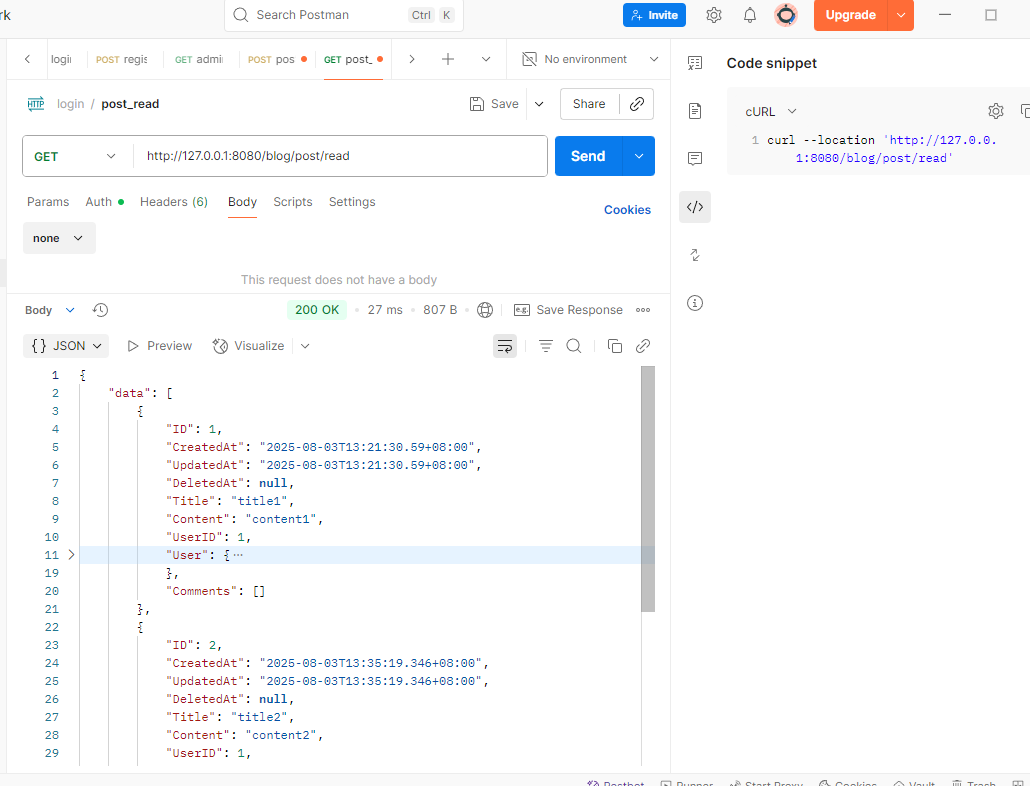 rk
Search Postman
Ctrl
K
Invite
Upgrade
logi
POST regis
GET admi
POST pos
GET post_
No environment
Code snippet
HTTP
login / post_read
Save
Share
cURL
GET
http://127.0.0.1:8080/blog/post/read
Send
1 curl --location 'http://127.0.0.
1:8080/blog/post/read'
Params
Auth
Headers (6)
Body
Scripts
Settings
Cookies
none
This request does not have a body
Body
200 OK
27 ms
807 B
e.g.
Save Response
{} JSON
Preview
Visualize
1 {
2 "data": [
3 {
4 "ID": 1,
5 "CreatedAt": "2025-08-03T13:21:30.59+08:00",
6 "UpdatedAt": "2025-08-03T13:21:30.59+08:00",
7 "DeletedAt": null,
8 "Title": "title1",
9 "Content": "content1",
10 "UserID": 1,
11 "User": {⋯
19 },
20 "Comments": []
21 },
22 {
23 "ID": 2,
24 "CreatedAt": "2025-08-03T13:35:19.346+08:00",
25 "UpdatedAt": "2025-08-03T13:35:19.346+08:00",
26 "DeletedAt": null,
27 "Title": "title2",
28 "Content": "content2",
29 "UserID": 1,
Postbot
Runner
Start Proxy
Cookies
Vault
Trash